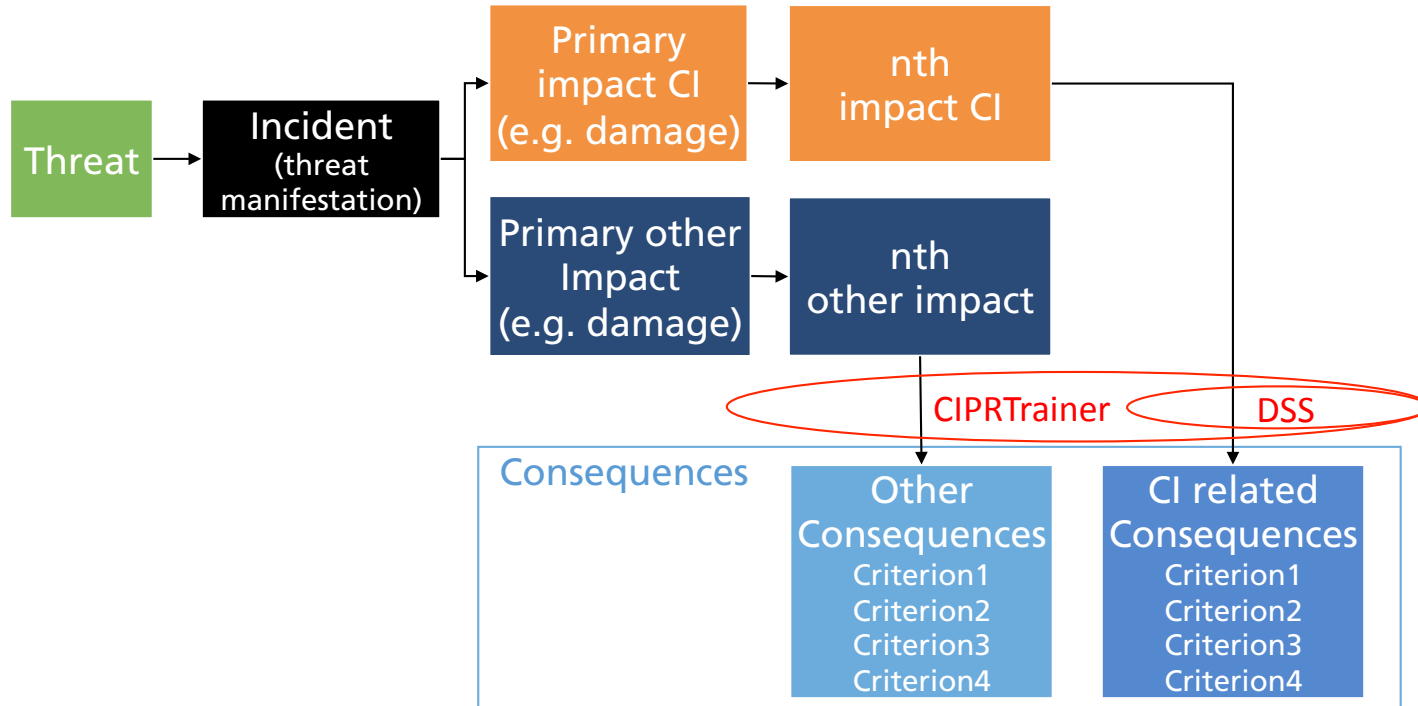 Threat
Incident
(threat
manifestation)
Primary
impact CI
(e.g. damage)
nth
impact CI
Primary other
Impact
(e.g. damage)
nth
other impact
CIPRTrainer
DSS
Consequences
Other
Consequences
Criterion1
Criterion2
Criterion3
Criterion4
CI related
Consequences
Criterion1
Criterion2
Criterion3
Criterion4